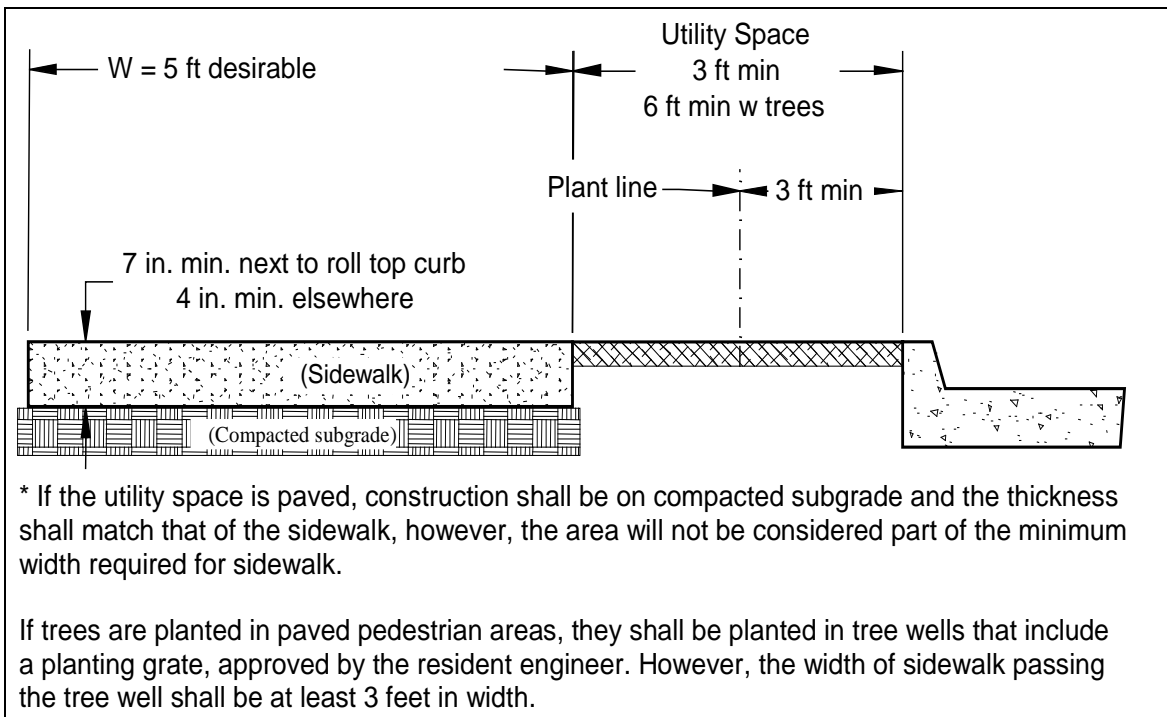 Utility Space
W = 5 ft desirable
3 ft min
6 ft min w trees
Plant line
3 ft min
7 in. min. next to roll top curb
4 in. min. elsewhere
(Sidewalk)
(Compacted subgrade)
* If the utility space is paved, construction shall be on compacted subgrade and the thickness
shall match that of the sidewalk, however, the area will not be considered part of the minimum
width required for sidewalk.
If trees are planted in paved pedestrian areas, they shall be planted in tree wells that include
a planting grate, approved by the resident engineer. However, the width of sidewalk passing
the tree well shall be at least 3 feet in width.